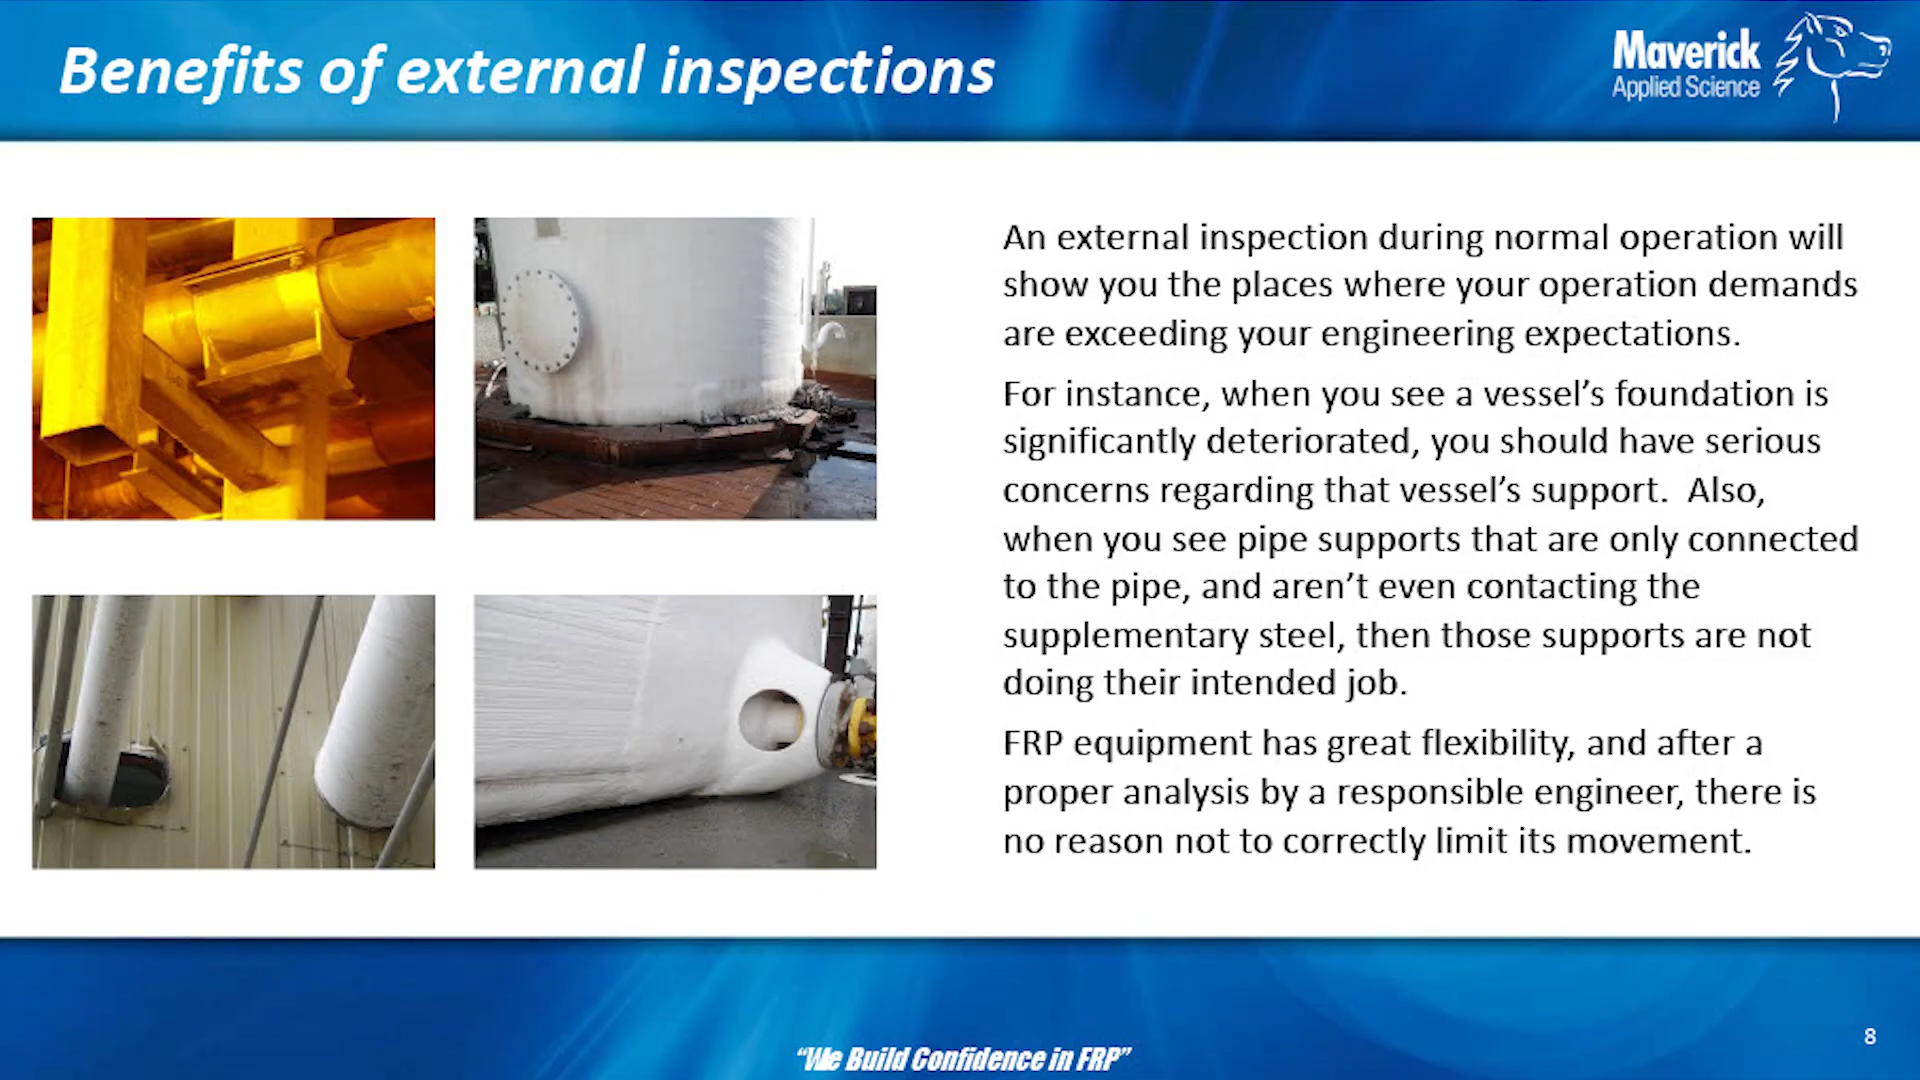 Benefits of external inspections
Maverick
Applied Science
An external inspection during normal operation will
show you the places where your operation demands
are exceeding your engineering expectations.
For instance, when you see a vessel’s foundation is
significantly deteriorated, you should have serious
concerns regarding that vessel’s support.  Also,
when you see pipe supports that are only connected
to the pipe, and aren’t even contacting the
supplementary steel, then those supports are not
doing their intended job.
FRP equipment has great flexibility, and after a
proper analysis by a responsible engineer, there is
no reason not to correctly limit its movement.
8
“We Build Confidence in FRP”